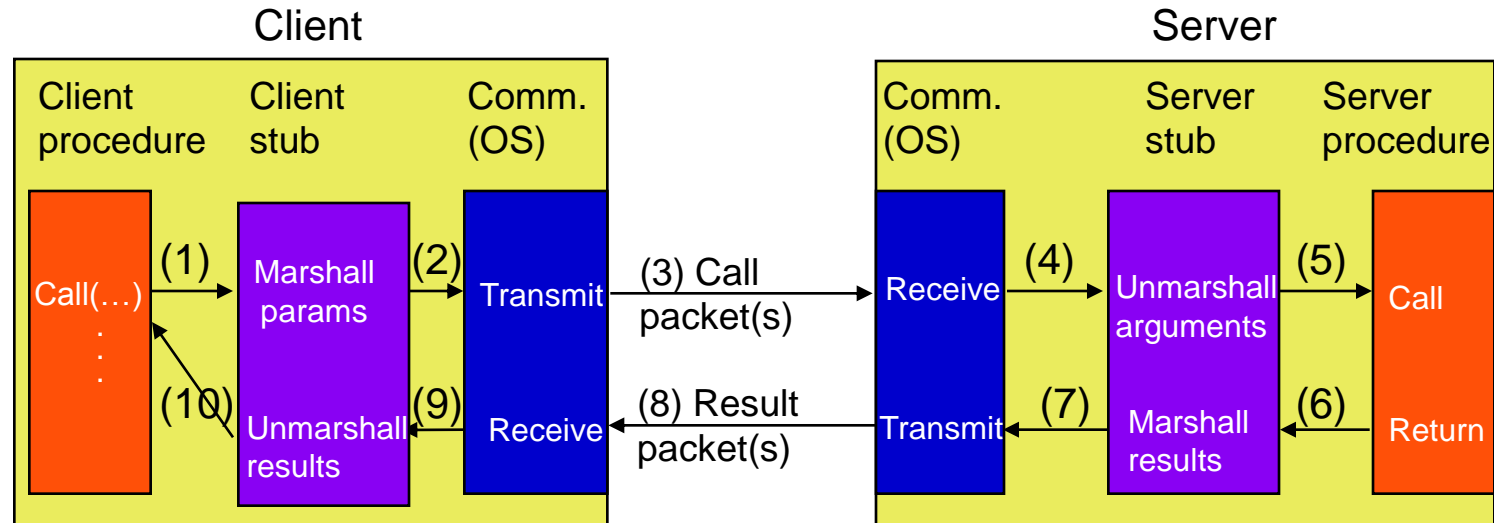 Client
Server
Client
procedure
Client
stub
Comm.
(OS)
Comm.
(OS)
Server
stub
Server
procedure
Call(…)
.
.
.
(1)
Marshall
params
(2)
Transmit
(3) Call
packet(s)
Receive
(4)
Unmarshall
arguments
(5)
Call
(10)
Unmarshall
results
(9)
Receive
(8) Result
packet(s)
Transmit
(7)
Marshall
results
(6)
Return